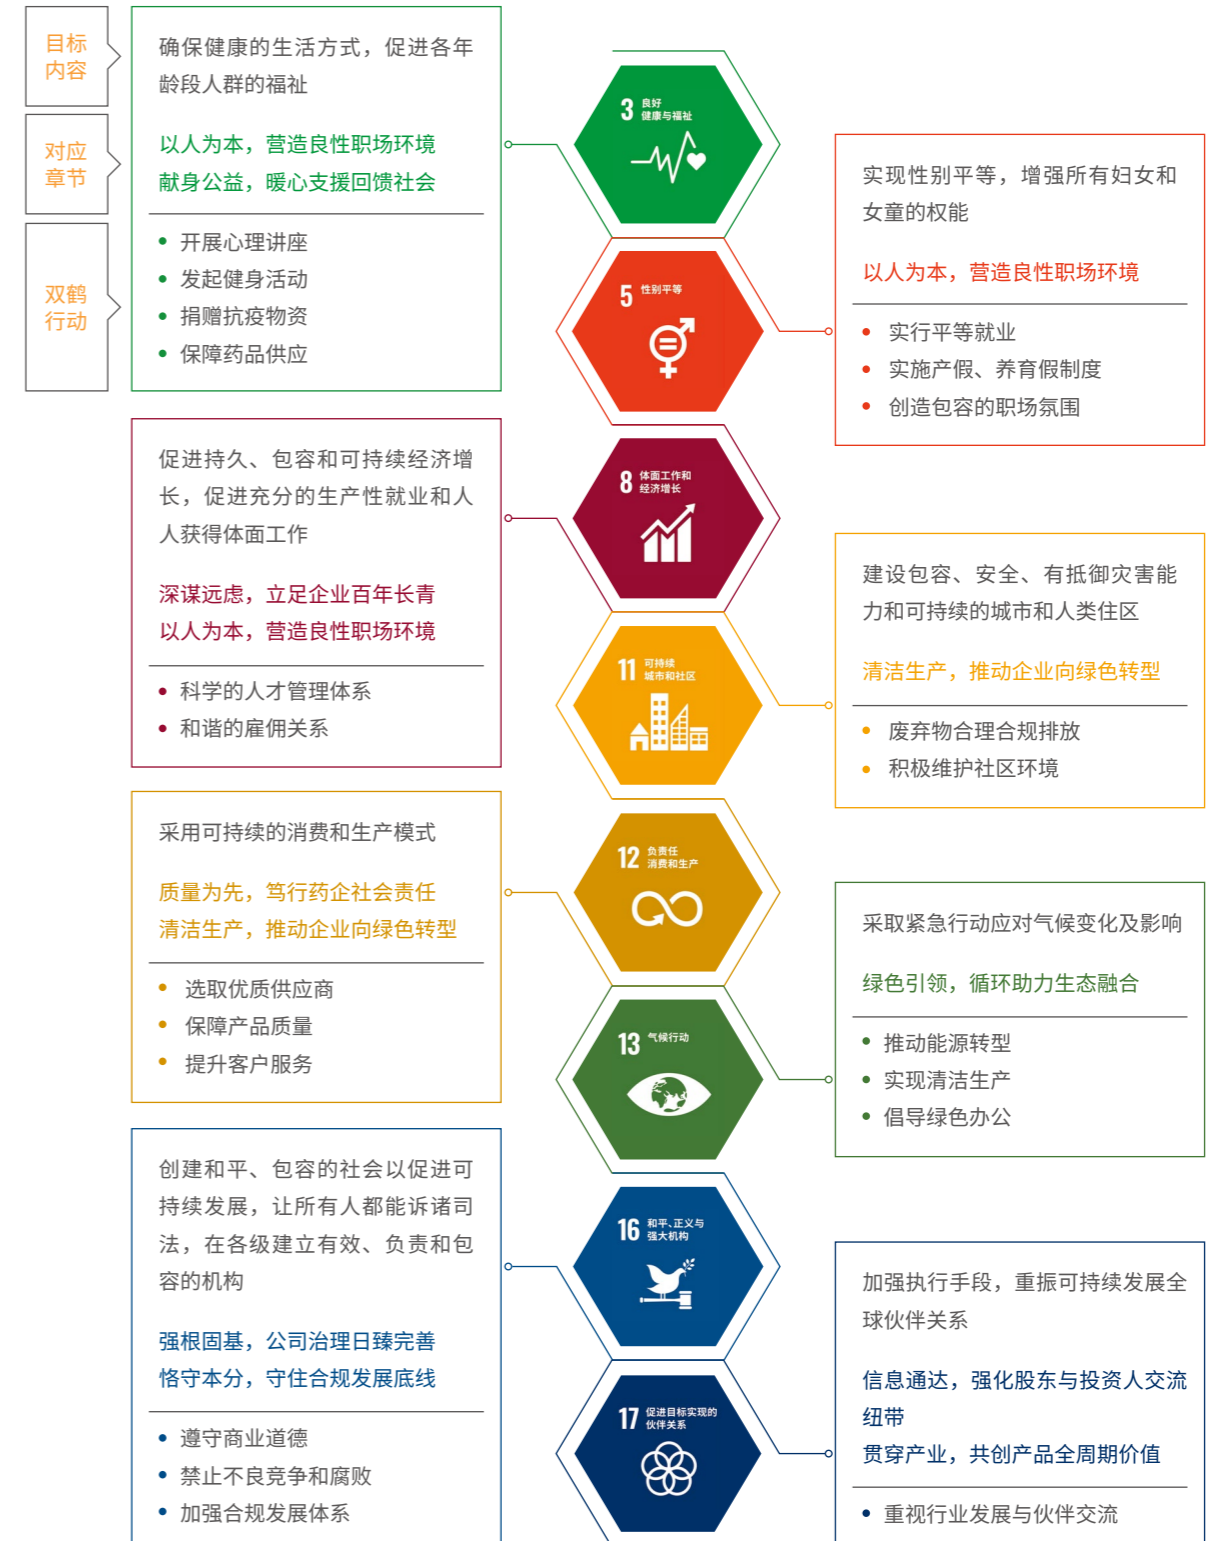 目标
内容
对应
章节
双鹤
行动
确保健康的生活方式，促进各年
龄段人群的福祉
以人为本，营造良性职场环境
献身公益，暖心支援回馈社会
开展心理讲座
发起健身活动
捐赠抗疫物资
保障药品供应
3 良好
健康与福祉
5 性别平等
实现性别平等，增强所有妇女和
女童的权能
以人为本，营造良性职场环境
实行平等就业
实施产假、养育假制度
创造包容的职场氛围
促进持久、包容和可持续经济增
长，促进充分的生产性就业和人
人获得体面工作
深谋远虑，立足企业百年长青
以人为本，营造良性职场环境
科学的人才管理体系
和谐的雇佣关系
8 体面工作和
经济增长
11 可持续
城市和社区
建设包容、安全、有抵御灾害能
力和可持续的城市和人类住区
清洁生产，推动企业向绿色转型
废弃物合理合规排放
积极维护社区环境
采用可持续的消费和生产模式
质量为先，笃行药企社会责任
清洁生产，推动企业向绿色转型
选取优质供应商
保障产品质量
提升客户服务
12 负责任
消费和生产
13 气候行动
采取紧急行动应对气候变化及影响
绿色引领，循环助力生态融合
推动能源转型
实现清洁生产
倡导绿色办公
创建和平、包容的社会以促进可
持续发展，让所有人都能诉诸司
法，在各级建立有效、负责和包
容的机构
强根固基，公司治理日臻完善
恪守本分，守住合规发展底线
遵守商业道德
禁止不良竞争和腐败
加强合规发展体系
16 和平、正义与
强大机构
17 促进目标实现的
伙伴关系
加强执行手段，重振可持续发展全
球伙伴关系
信息通达，强化股东与投资人交流
纽带
贯穿产业，共创产品全周期价值
重视行业发展与伙伴交流